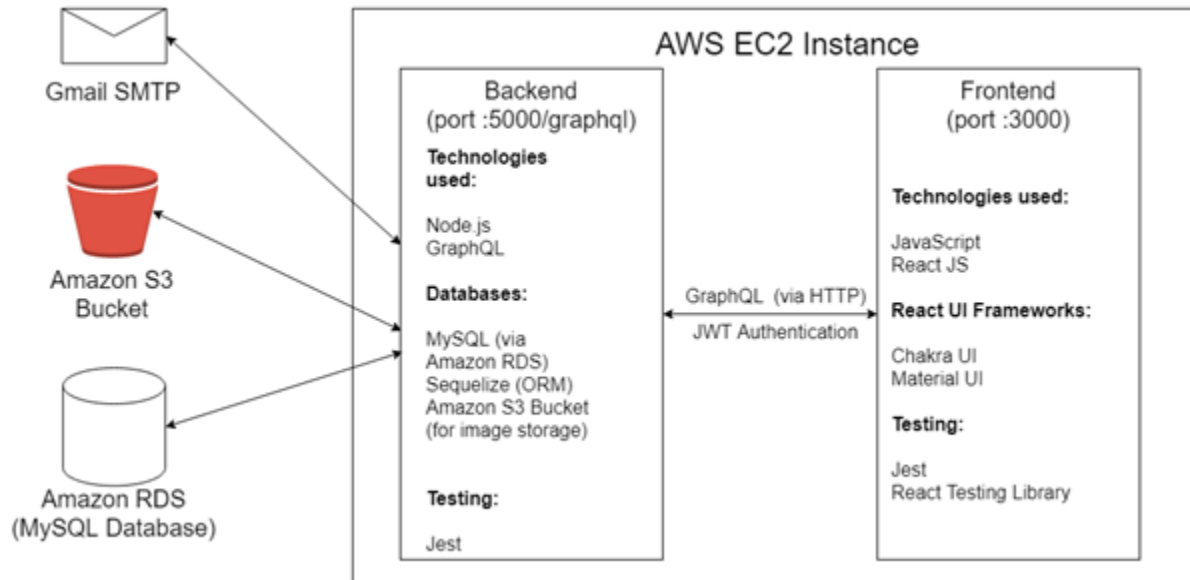 AWS EC2 Instance
Gmail SMTP
Amazon S3
Bucket
Amazon RDS
(MySQL Database)
Backend
(port :5000/graphql)
Technologies
used:
Node.js
GraphQL
Databases:
MySQL (via
Amazon RDS)
Sequelize (ORM)
Amazon S3 Bucket
(for image storage)
Testing:
Jest
GraphQL (via HTTP)
JWT Authentication
Frontend
(port :3000)
Technologies used:
JavaScript
React JS
React UI Frameworks:
Chakra UI
Material UI
Testing:
Jest
React Testing Library